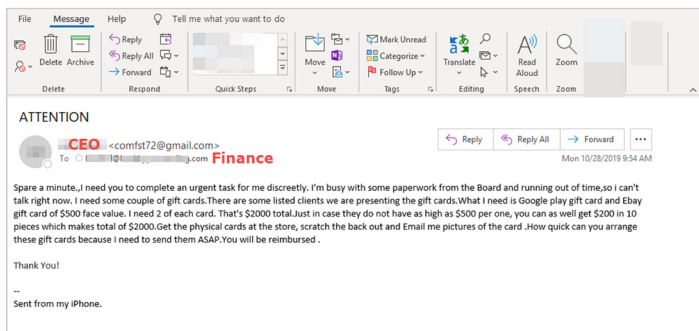 File Message Help Tell me what you want to do
Reply Mark Unread
Delete Archive Reply All Move Categorize Translate Read Aloud Zoom
Forward Follow Up
Delete Respond Quick Steps Move Tags Editing Speech Zoom
ATTENTION
CEO <comfst72@gmail.com> Reply Reply All Forward ...
To .com> Finance Mon 10/28/2019 9:54 AM
Spare a minute.,I need you to complete an urgent task for me discreetly. I'm busy with some paperwork from the Board and running out of time,so i can't
talk right now. I need some couple of gift cards.There are some listed clients we are presenting the gift cards.What I need is Google play gift card and Ebay
gift card of $500 face value. I need 2 of each card. That's $2000 total.Just in case they do not have as high as $500 per one, you can as well get $200 in 10
pieces which makes total of $2000.Get the physical cards at the store, scratch the back out and Email me pictures of the card .How quick can you arrange
these gift cards because I need to send them ASAP.You will be reimbursed .
Thank You!
--
Sent from my iPhone.